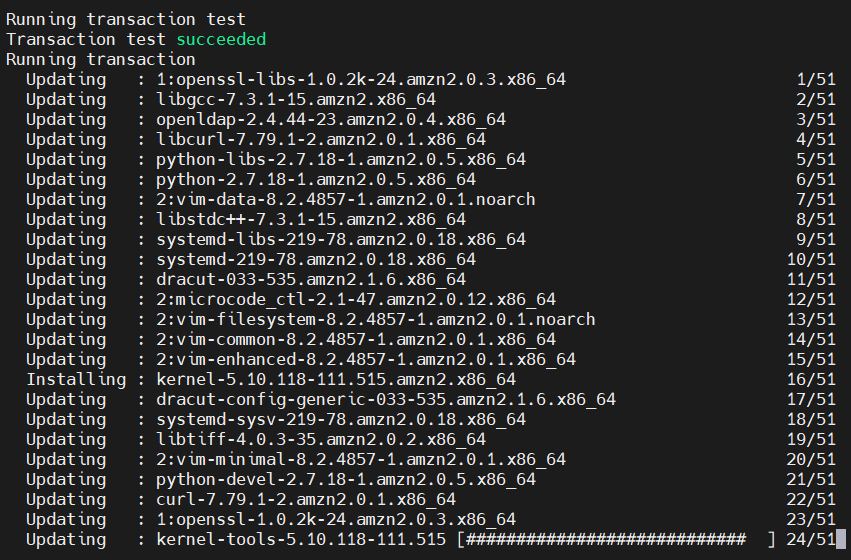 Running transaction test
Transaction test succeeded
Running transaction
  Updating   : 1:openssl-libs-1.0.2k-24.amzn2.0.3.x86_64                       1/51
  Updating   : libgcc-7.3.1-15.amzn2.x86_64                                    2/51
  Updating   : openldap-2.4.44-23.amzn2.0.4.x86_64                             3/51
  Updating   : libcurl-7.79.1-2.amzn2.0.1.x86_64                               4/51
  Updating   : python-libs-2.7.18-1.amzn2.0.5.x86_64                           5/51
  Updating   : python-2.7.18-1.amzn2.0.5.x86_64                                6/51
  Updating   : 2:vim-data-8.2.4857-1.amzn2.0.1.noarch                          7/51
  Updating   : libstdc++-7.3.1-15.amzn2.x86_64                                 8/51
  Updating   : systemd-libs-219-78.amzn2.0.18.x86_64                           9/51
  Updating   : systemd-219-78.amzn2.0.18.x86_64                               10/51
  Updating   : dracut-033-535.amzn2.1.6.x86_64                                11/51
  Updating   : 2:microcode_ctl-2.1-47.amzn2.0.12.x86_64                       12/51
  Updating   : 2:vim-filesystem-8.2.4857-1.amzn2.0.1.noarch                   13/51
  Updating   : 2:vim-common-8.2.4857-1.amzn2.0.1.x86_64                       14/51
  Updating   : 2:vim-enhanced-8.2.4857-1.amzn2.0.1.x86_64                     15/51
  Installing : kernel-5.10.118-111.515.amzn2.x86_64                           16/51
  Updating   : dracut-config-generic-033-535.amzn2.1.6.x86_64                 17/51
  Updating   : systemd-sysv-219-78.amzn2.0.18.x86_64                          18/51
  Updating   : libtiff-4.0.3-35.amzn2.0.2.x86_64                              19/51
  Updating   : 2:vim-minimal-8.2.4857-1.amzn2.0.1.x86_64                      20/51
  Updating   : python-devel-2.7.18-1.amzn2.0.5.x86_64                         21/51
  Updating   : curl-7.79.1-2.amzn2.0.1.x86_64                                 22/51
  Updating   : 1:openssl-1.0.2k-24.amzn2.0.3.x86_64                           23/51
  Updating   : kernel-tools-5.10.118-111.515 [############################  ] 24/51